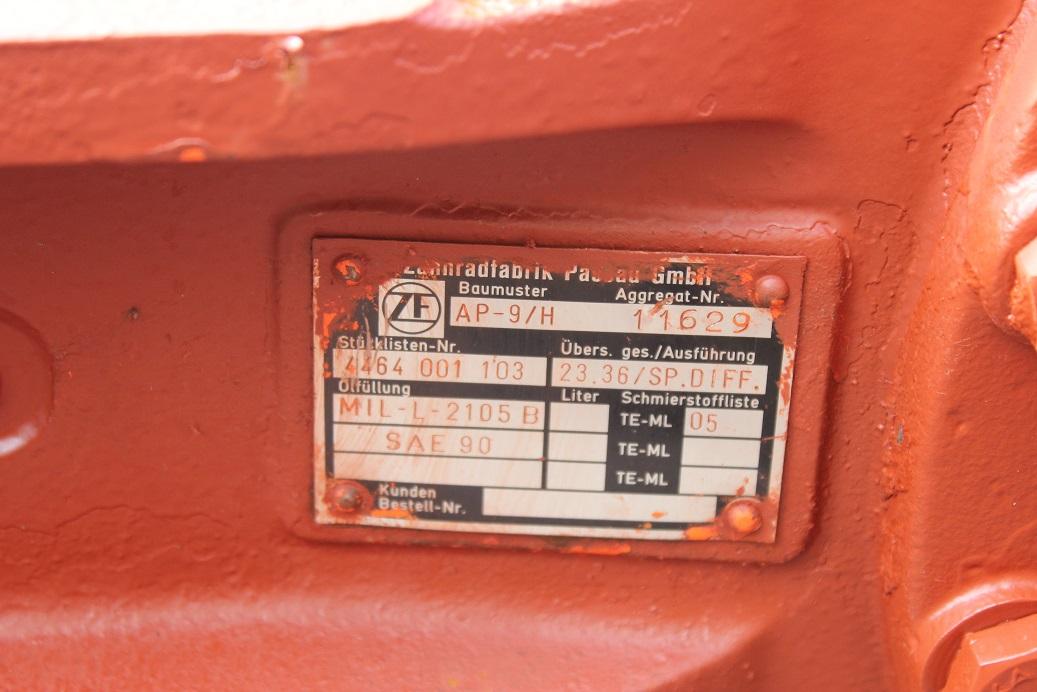 Zahnradfabrik Passau GmbH
ZF
Baumuster Aggregat-Nr.
AP-9/H 11629
Stücklisten-Nr. Übers. ges./Ausführung
4464 001 103 23.36/SP.DIFF.
Ölfüllung Liter Schmierstoffliste
MIL-L-2105 B TE-ML 05
SAE 90 TE-ML
TE-ML
Kunden
Bestell-Nr.